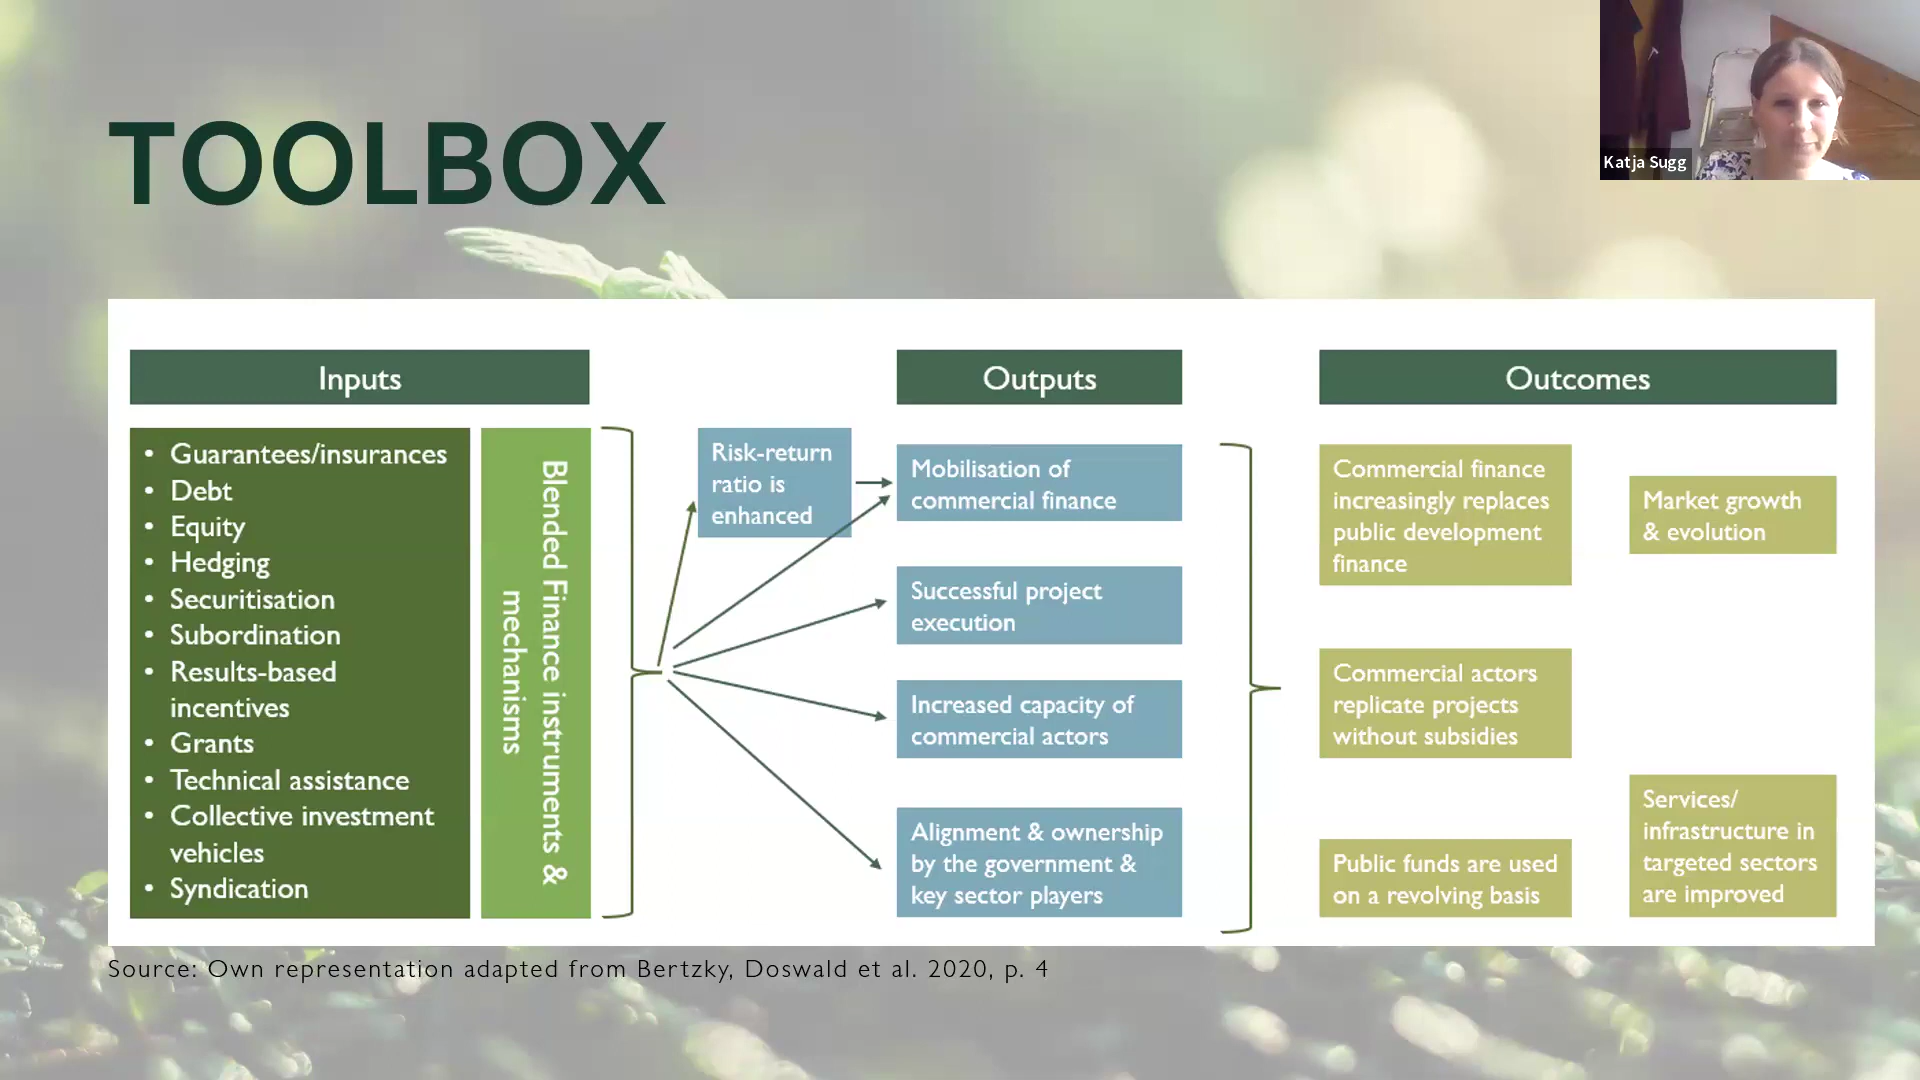 TOOLBOX
Katja Sugg
Inputs
Outputs
Outcomes
• Guarantees/insurances
• Debt
• Equity
• Hedging
• Securitisation
• Subordination
• Results-based
incentives
• Grants
• Technical assistance
• Collective investment
vehicles
• Syndication
Blended Finance instruments &
mechanisms
Risk-return
ratio is
enhanced
Mobilisation of
commercial finance
Successful project
execution
Increased capacity of
commercial actors
Alignment & ownership
by the government &
key sector players
Commercial finance
increasingly replaces
public development
finance
Commercial actors
replicate projects
without subsidies
Public funds are used
on a revolving basis
Market growth
& evolution
Services/
infrastructure in
targeted sectors
are improved
Source: Own representation adapted from Bertzky, Doswald et al. 2020, p. 4